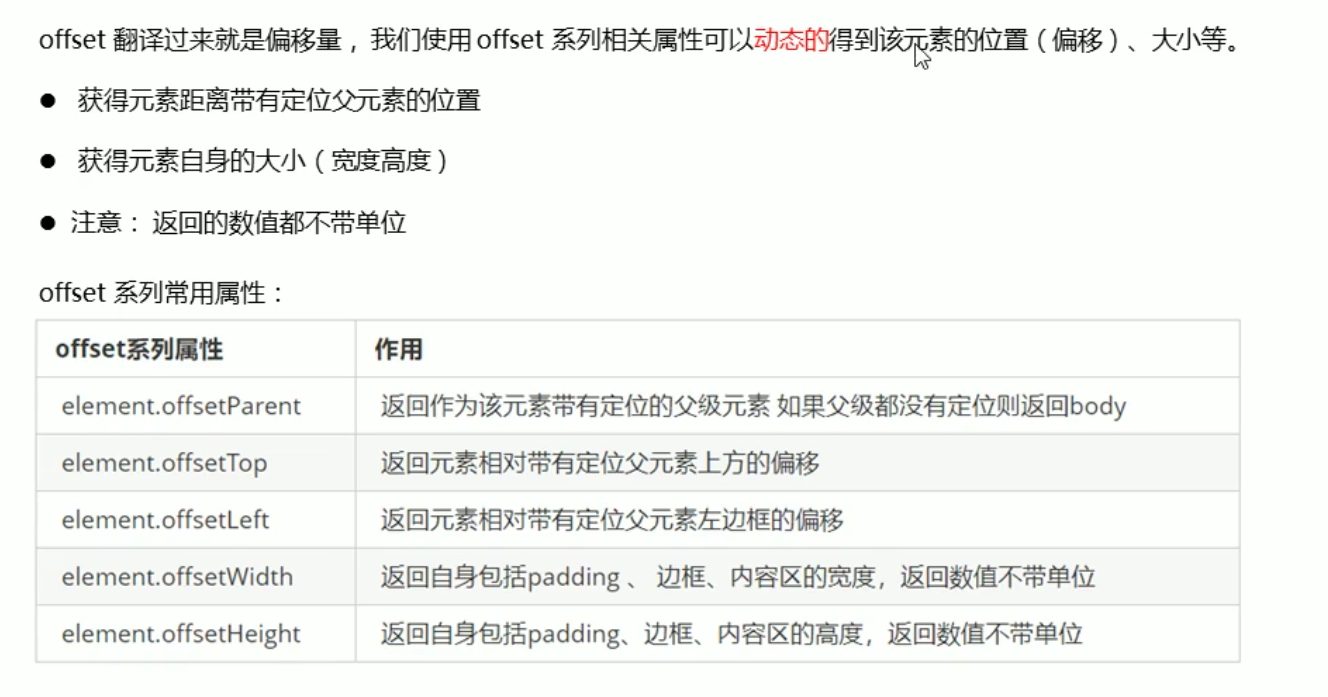 offset 翻译过来就是偏移量，我们使用 offset 系列相关属性可以动态的得到该元素的位置（偏移）、大小等。
● 获得元素距离带有定位父元素的位置
● 获得元素自身的大小（宽度高度）
● 注意：返回的数值都不带单位
offset 系列常用属性：
offset系列属性 作用
element.offsetParent 返回作为该元素带有定位的父级元素 如果父级都没有定位则返回body
element.offsetTop 返回元素相对带有定位父元素上方的偏移
element.offsetLeft 返回元素相对带有定位父元素左边框的偏移
element.offsetWidth 返回自身包括padding 、 边框、内容区的宽度，返回数值不带单位
element.offsetHeight 返回自身包括padding、边框、内容区的高度，返回数值不带单位